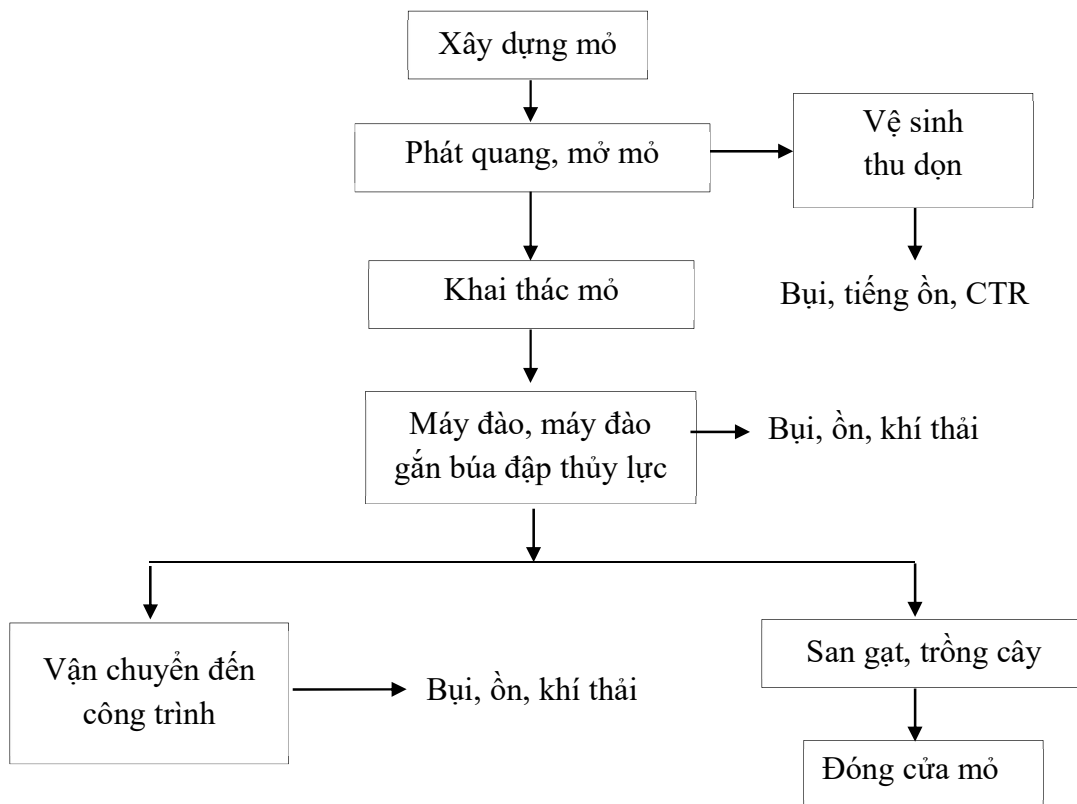 Xây dựng mỏ
Phát quang, mở mỏ
Vệ sinh
thu dọn
Khai thác mỏ
Bụi, tiếng ồn, CTR
Máy đào, máy đào
gắn búa đập thủy lực
Bụi, ồn, khí thải
Vận chuyển đến
công trình
Bụi, ồn, khí thải
San gạt, trồng cây
Đóng cửa mỏ